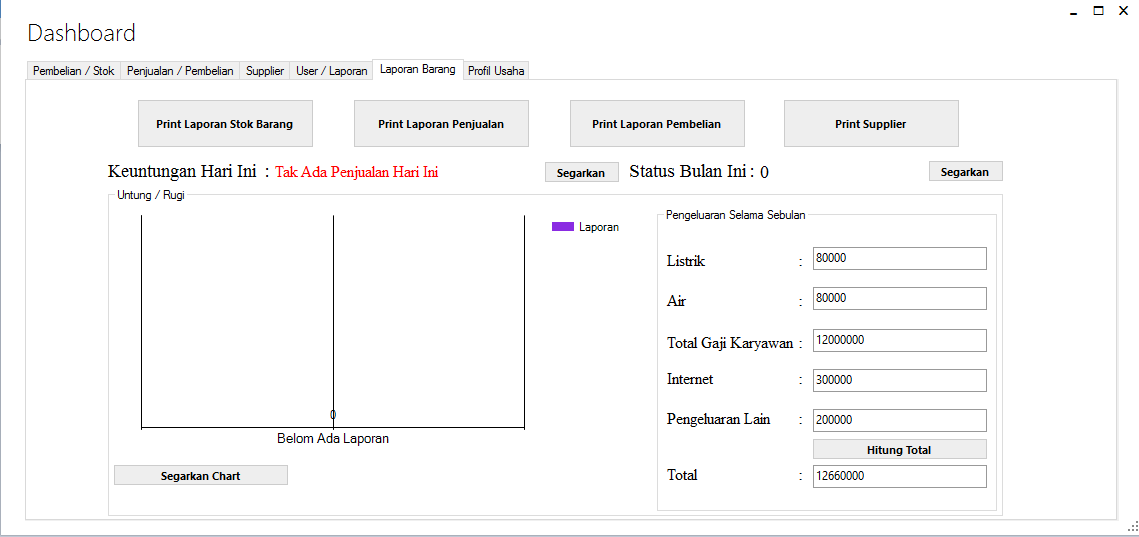 Dashboard
Pembelian / Stok Penjualan / Pembelian Supplier User / Laporan Laporan Barang Profil Usaha
Print Laporan Stok Barang Print Laporan Penjualan Print Laporan Pembelian Print Supplier
Keuntungan Hari Ini : Tak Ada Penjualan Hari Ini Segarkan Status Bulan Ini : 0 Segarkan
Untung / Rugi
Laporan
0
Belom Ada Laporan
Segarkan Chart
Pengeluaran Selama Sebulan
Listrik : 80000
Air : 80000
Total Gaji Karyawan : 12000000
Internet : 300000
Pengeluaran Lain : 200000
Hitung Total
Total : 12660000